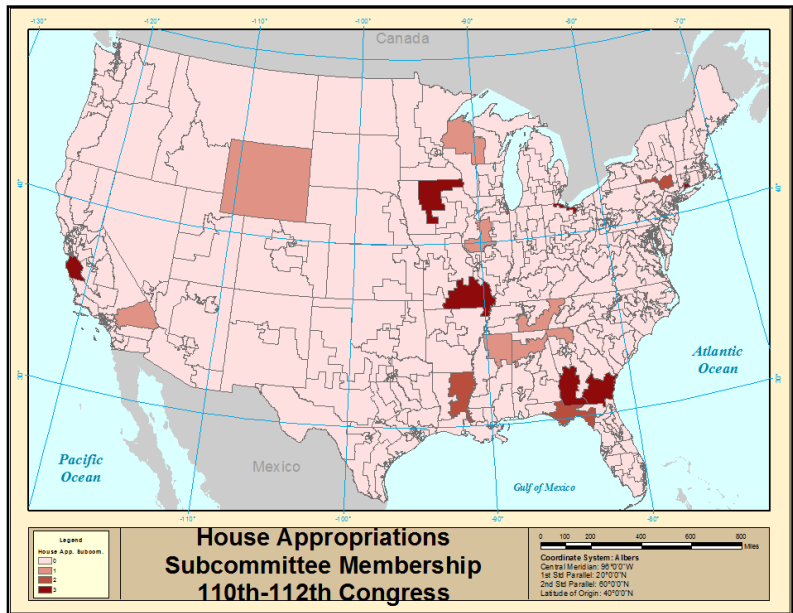 -130° -120° -110° -100° -90° -80° -70°
Canada
40° 40°
30° 30°
Atlantic
Ocean
Pacific
Ocean
Mexico
Gulf of Mexico
-110° -100° -90° -80°
Legend
House App. Subcom.
0
1
2
3
House Appropriations
Subcommittee Membership
110th-112th Congress
0 100 200 400 600 800
Miles
Coordinate System: Albers
Central Meridian: 96°0'0"W
1st Std Parallel: 20°0'0"N
2nd Std Parallel: 60°0'0"N
Latitude of Origin: 40°0'0"N